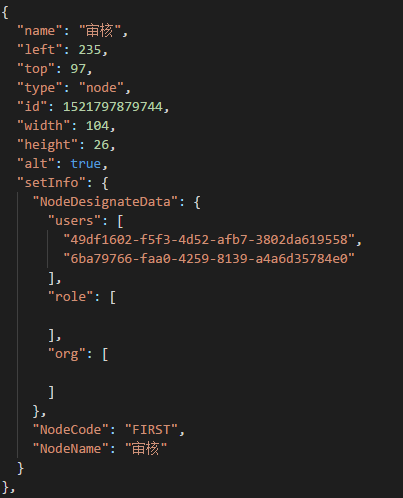 {
"name": "审核",
"left": 235,
"top": 97,
"type": "node",
"id": 1521797879744,
"width": 104,
"height": 26,
"alt": true,
"setInfo": {
"NodeDesignateData": {
"users": [
"49df1602-f5f3-4d52-afb7-3802da619558",
"6ba79766-faa0-4259-8139-a4a6d35784e0"
],
"role": [
],
"org": [
]
},
"NodeCode": "FIRST",
"NodeName": "审核"
}
},